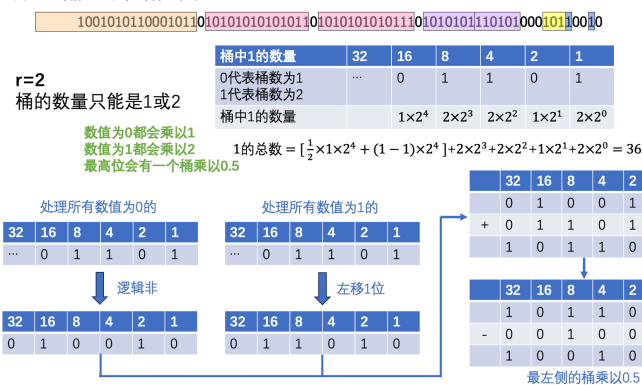 1001010110001011010101010101011010101010101110101010111010100010110010
桶中1的数量 32 16 8 4 2 1
0代表桶数为1 ... 0 1 1 0 1
1代表桶数为2
桶中1的数量 1×2⁴ 2×2³ 2×2² 1×2¹ 2×2⁰
r=2
桶的数量只能是1或2
数值为0都会乘以1
数值为1都会乘以2
最高位会有一个桶乘以0.5
1的总数 = [½×1×2⁴ + (1 − 1)×2⁴ ]+2×2³+2×2²+1×2¹+2×2⁰ = 36
处理所有数值为0的
32 16 8 4 2 1
... 0 1 1 0 1
逻辑非
32 16 8 4 2 1
0 1 0 0 1 0
处理所有数值为1的
32 16 8 4 2 1
... 0 1 1 0 1
左移1位
32 16 8 4 2 1
0 1 1 0 1 0
32 16 8 4 2
0 1 0 0 1
+ 0 1 1 0 1
1 0 1 1 0
32 16 8 4 2
1 0 1 1 0
- 0 0 1 0 0
1 0 0 1 0
最左侧的桶乘以0.5